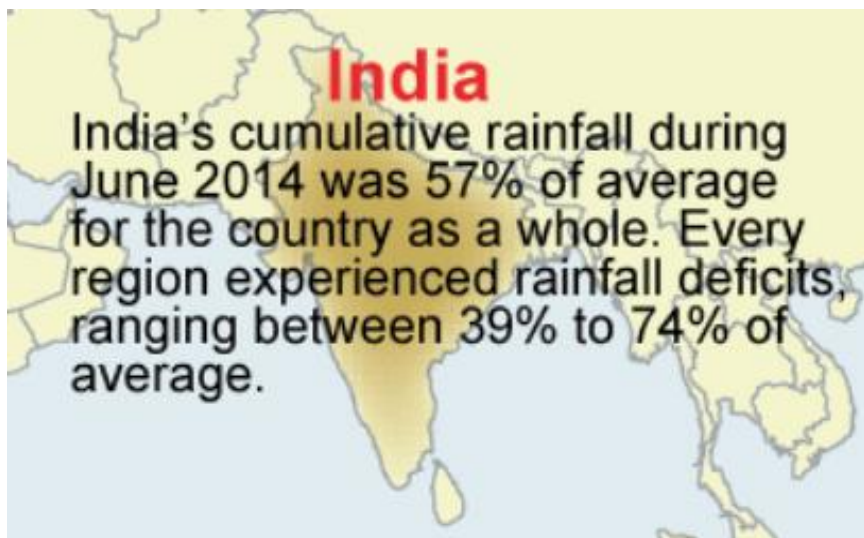 India
India's cumulative rainfall during
June 2014 was 57% of average
for the country as a whole. Every
region experienced rainfall deficits,
ranging between 39% to 74% of
average.